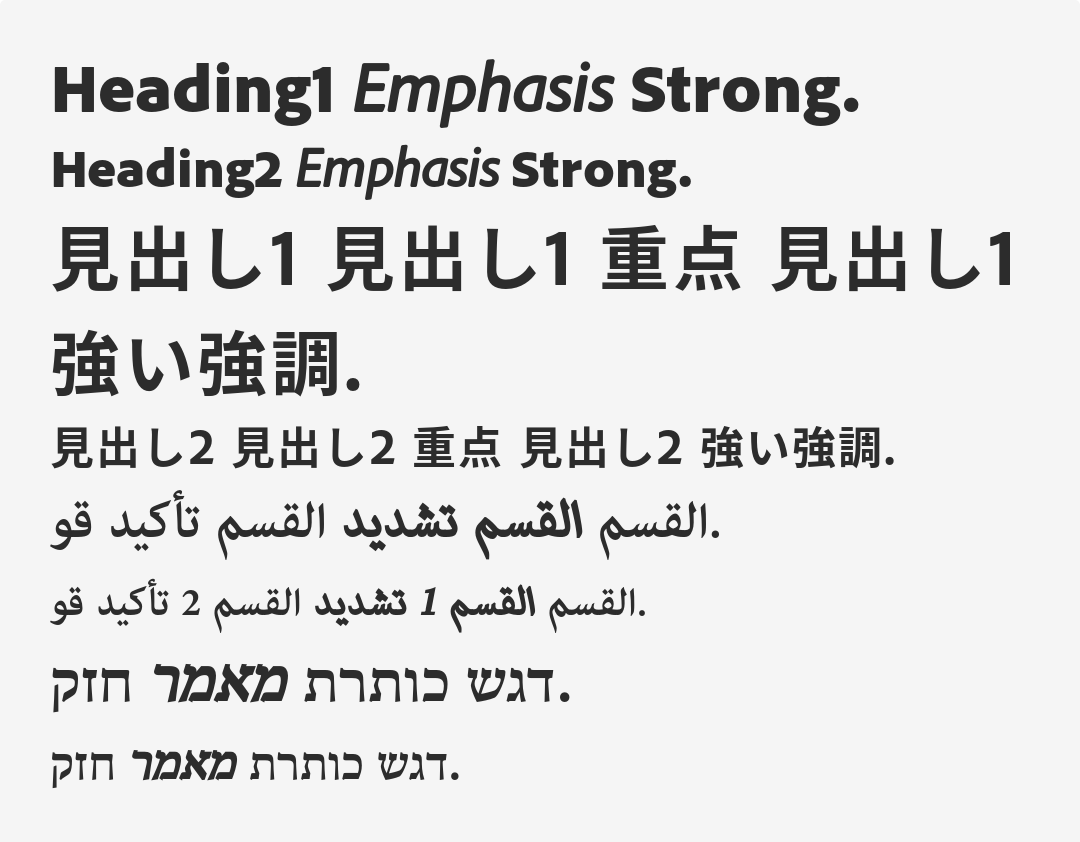 Heading1 Emphasis Strong.
Heading2 Emphasis Strong.
見出し1 見出し1 重点 見出し1
強い強調.
見出し2 見出し2 重点 見出し2 強い強調.
القسم القسم تشديد القسم تأكيد قو.
القسم القسم 1 تشديد القسم 2 تأكيد قو.
דגש כותרת מאמר חזק.
דגש כותרת מאמר חזק.